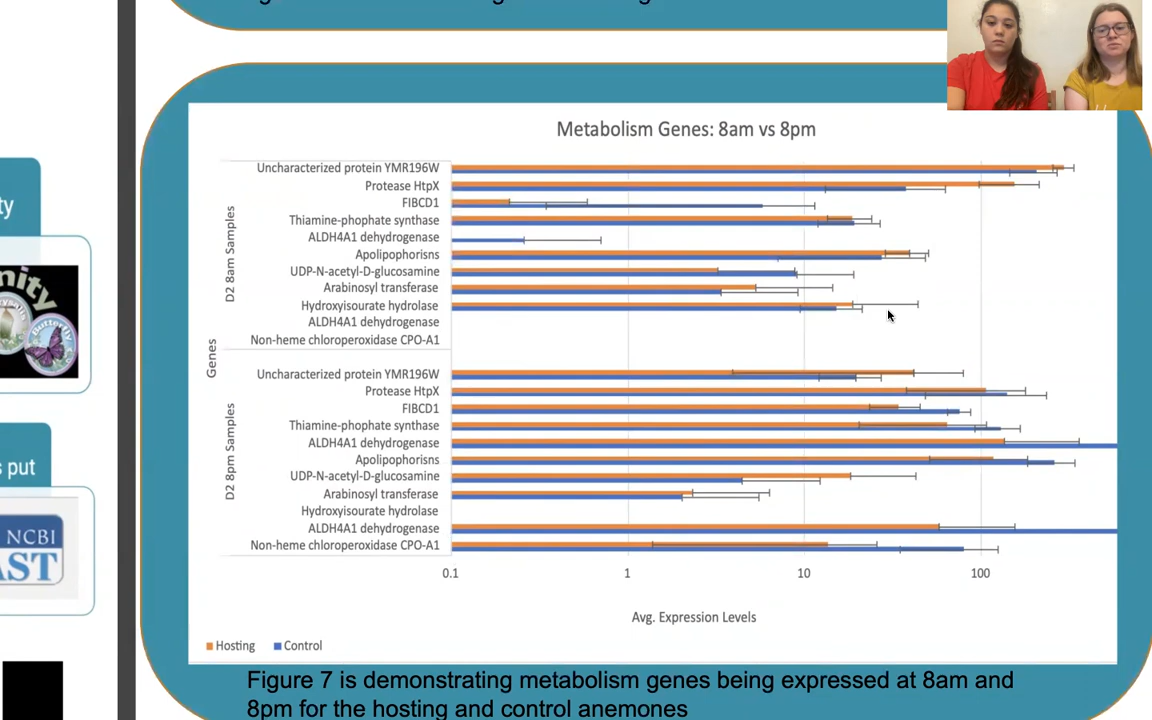 Metabolism Genes: 8am vs 8pm
Genes
D2 8am Samples
Uncharacterized protein YMR196W
Protease HtpX
FIBCD1
Thiamine-phophate synthase
ALDH4A1 dehydrogenase
Apolipophorisns
UDP-N-acetyl-D-glucosamine
Arabinosyl transferase
Hydroxyisourate hydrolase
ALDH4A1 dehydrogenase
Non-heme chloroperoxidase CPO-A1
D2 8pm Samples
Uncharacterized protein YMR196W
Protease HtpX
FIBCD1
Thiamine-phophate synthase
ALDH4A1 dehydrogenase
Apolipophorisns
UDP-N-acetyl-D-glucosamine
Arabinosyl transferase
Hydroxyisourate hydrolase
ALDH4A1 dehydrogenase
Non-heme chloroperoxidase CPO-A1
0.1 1 10 100
Avg. Expression Levels
Hosting Control
Figure 7 is demonstrating metabolism genes being expressed at 8am and
8pm for the hosting and control anemones
put
NCBI